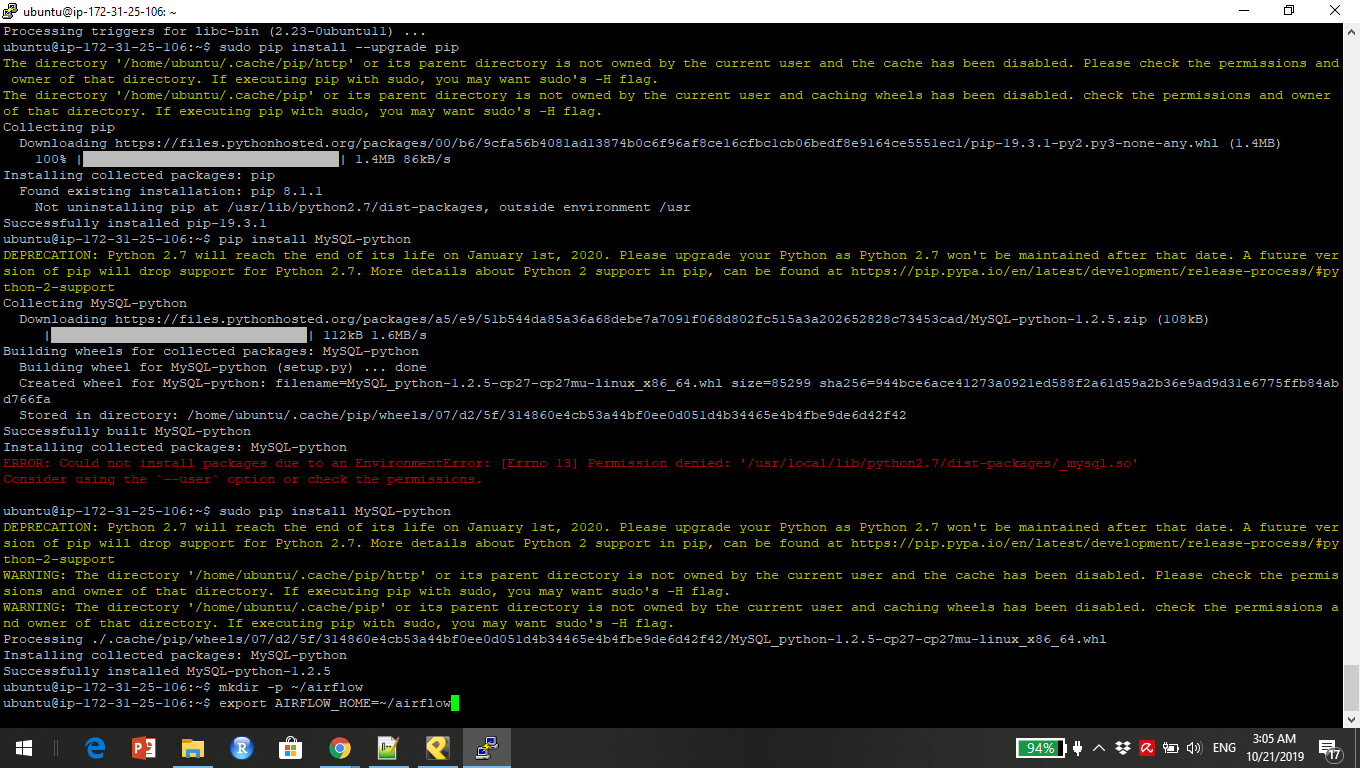 ubuntu@ip-172-31-25-106: ~
Processing triggers for libc-bin (2.23-0ubuntu11) ...
ubuntu@ip-172-31-25-106:~$ sudo pip install --upgrade pip
The directory '/home/ubuntu/.cache/pip/http' or its parent directory is not owned by the current user and the cache has been disabled. Please check the permissions and
 owner of that directory. If executing pip with sudo, you may want sudo's -H flag.
The directory '/home/ubuntu/.cache/pip' or its parent directory is not owned by the current user and caching wheels has been disabled. check the permissions and owner
of that directory. If executing pip with sudo, you may want sudo's -H flag.
Collecting pip
  Downloading https://files.pythonhosted.org/packages/00/b6/9cfa56b4081ad13874b0c6f96af8ce16cfbc1cb06bedf8e9164ce5551ec1/pip-19.3.1-py2.py3-none-any.whl (1.4MB)
    100% || 1.4MB 86kB/s
Installing collected packages: pip
  Found existing installation: pip 8.1.1
    Not uninstalling pip at /usr/lib/python2.7/dist-packages, outside environment /usr
Successfully installed pip-19.3.1
ubuntu@ip-172-31-25-106:~$ pip install MySQL-python
DEPRECATION: Python 2.7 will reach the end of its life on January 1st, 2020. Please upgrade your Python as Python 2.7 won't be maintained after that date. A future ver
sion of pip will drop support for Python 2.7. More details about Python 2 support in pip, can be found at https://pip.pypa.io/en/latest/development/release-process/#py
thon-2-support
Collecting MySQL-python
  Downloading https://files.pythonhosted.org/packages/a5/e9/51b544da85a36a68debe7a7091f068d802fc515a3a202652828c73453cad/MySQL-python-1.2.5.zip (108kB)
     || 112kB 1.6MB/s
Building wheels for collected packages: MySQL-python
  Building wheel for MySQL-python (setup.py) ... done
  Created wheel for MySQL-python: filename=MySQL_python-1.2.5-cp27-cp27mu-linux_x86_64.whl size=85299 sha256=944bce6ace41273a0921ed588f2a61d59a2b36e9ad9d31e6775ffb84ab
d766fa
  Stored in directory: /home/ubuntu/.cache/pip/wheels/07/d2/5f/314860e4cb53a44bf0ee0d051d4b34465e4b4fbe9de6d42f42
Successfully built MySQL-python
Installing collected packages: MySQL-python
ERROR: Could not install packages due to an EnvironmentError: [Errno 13] Permission denied: '/usr/local/lib/python2.7/dist-packages/_mysql.so'
Consider using the `--user` option or check the permissions.
ubuntu@ip-172-31-25-106:~$ sudo pip install MySQL-python
DEPRECATION: Python 2.7 will reach the end of its life on January 1st, 2020. Please upgrade your Python as Python 2.7 won't be maintained after that date. A future ver
sion of pip will drop support for Python 2.7. More details about Python 2 support in pip, can be found at https://pip.pypa.io/en/latest/development/release-process/#py
thon-2-support
WARNING: The directory '/home/ubuntu/.cache/pip/http' or its parent directory is not owned by the current user and the cache has been disabled. Please check the permis
sions and owner of that directory. If executing pip with sudo, you may want sudo's -H flag.
WARNING: The directory '/home/ubuntu/.cache/pip' or its parent directory is not owned by the current user and caching wheels has been disabled. check the permissions a
nd owner of that directory. If executing pip with sudo, you may want sudo's -H flag.
Processing ./.cache/pip/wheels/07/d2/5f/314860e4cb53a44bf0ee0d051d4b34465e4b4fbe9de6d42f42/MySQL_python-1.2.5-cp27-cp27mu-linux_x86_64.whl
Installing collected packages: MySQL-python
Successfully installed MySQL-python-1.2.5
ubuntu@ip-172-31-25-106:~$ mkdir -p ~/airflow
ubuntu@ip-172-31-25-106:~$ export AIRFLOW_HOME=~/airflow
94%
ENG
3:05 AM
10/21/2019
17